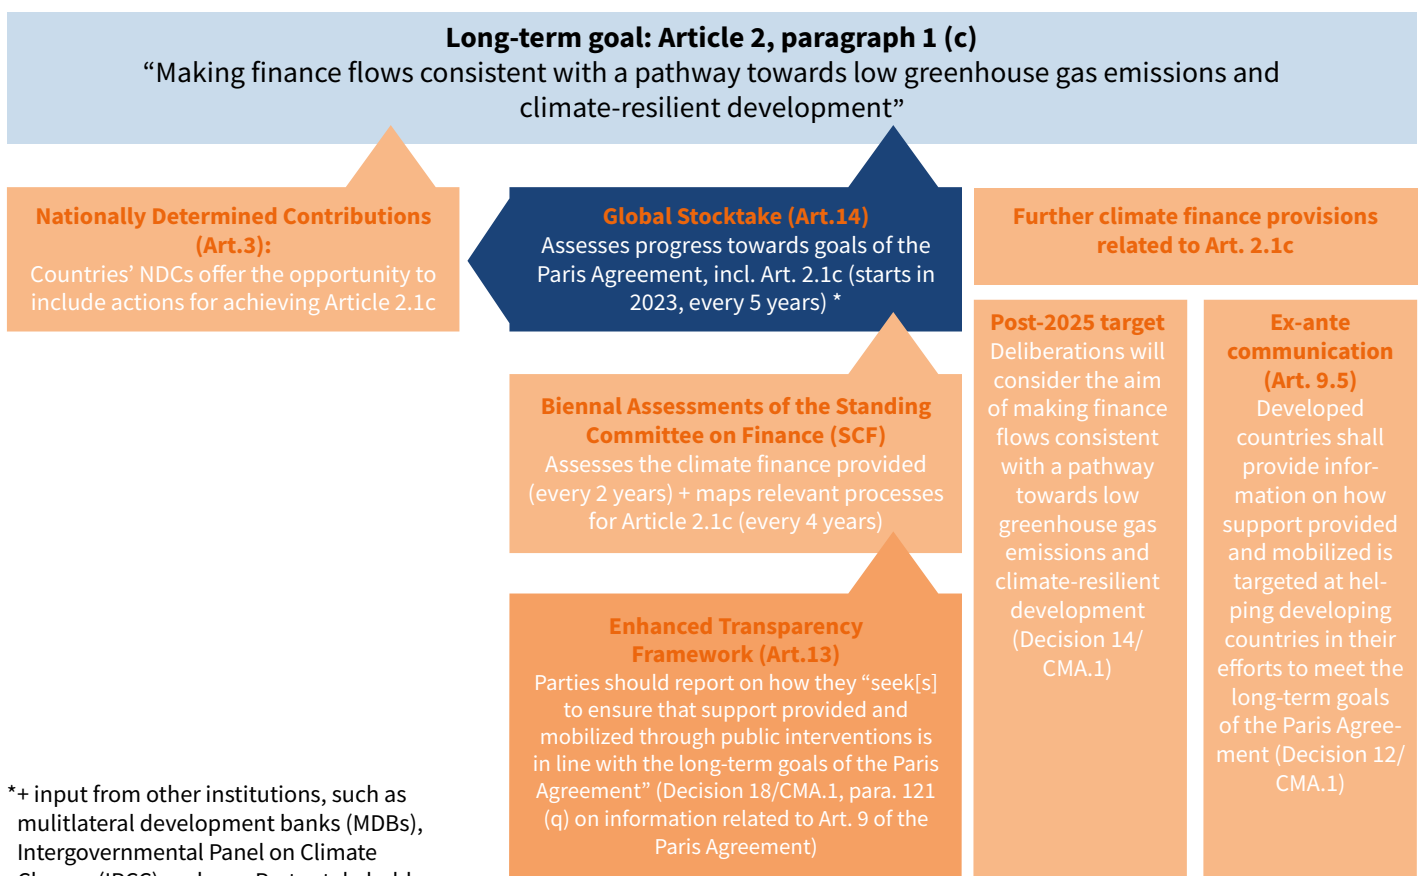 Long-term goal: Article 2, paragraph 1 (c)
“Making finance flows consistent with a pathway towards low greenhouse gas emissions and
climate-resilient development”
Nationally Determined Contributions
(Art.3):
Countries’ NDCs offer the opportunity to
include actions for achieving Article 2.1c
Global Stocktake (Art.14)
Assesses progress towards goals of the
Paris Agreement, incl. Art. 2.1c (starts in
2023, every 5 years) *
Biennal Assessments of the Standing
Committee on Finance (SCF)
Assesses the climate finance provided
(every 2 years) + maps relevant processes
for Article 2.1c (every 4 years)
Enhanced Transparency
Framework (Art.13)
Parties should report on how they “seek[s]
to ensure that support provided and
mobilized through public interventions is
in line with the long-term goals of the Paris
Agreement” (Decision 18/CMA.1, para. 121
(q) on information related to Art. 9 of the
Paris Agreement)
Further climate finance provisions
related to Art. 2.1c
Post-2025 target
Deliberations will
consider the aim
of making finance
flows consistent
with a pathway
towards low
greenhouse gas
emissions and
climate-resilient
development
(Decision 14/
CMA.1)
Ex-ante
communication
(Art. 9.5)
Developed
countries shall
provide infor-
mation on how
support provided
and mobilized is
targeted at hel-
ping developing
countries in their
efforts to meet the
long-term goals
of the Paris Agree-
ment (Decision 12/
CMA.1)
*+ input from other institutions, such as
mulitlateral development banks (MDBs),
Intergovernmental Panel on Climate